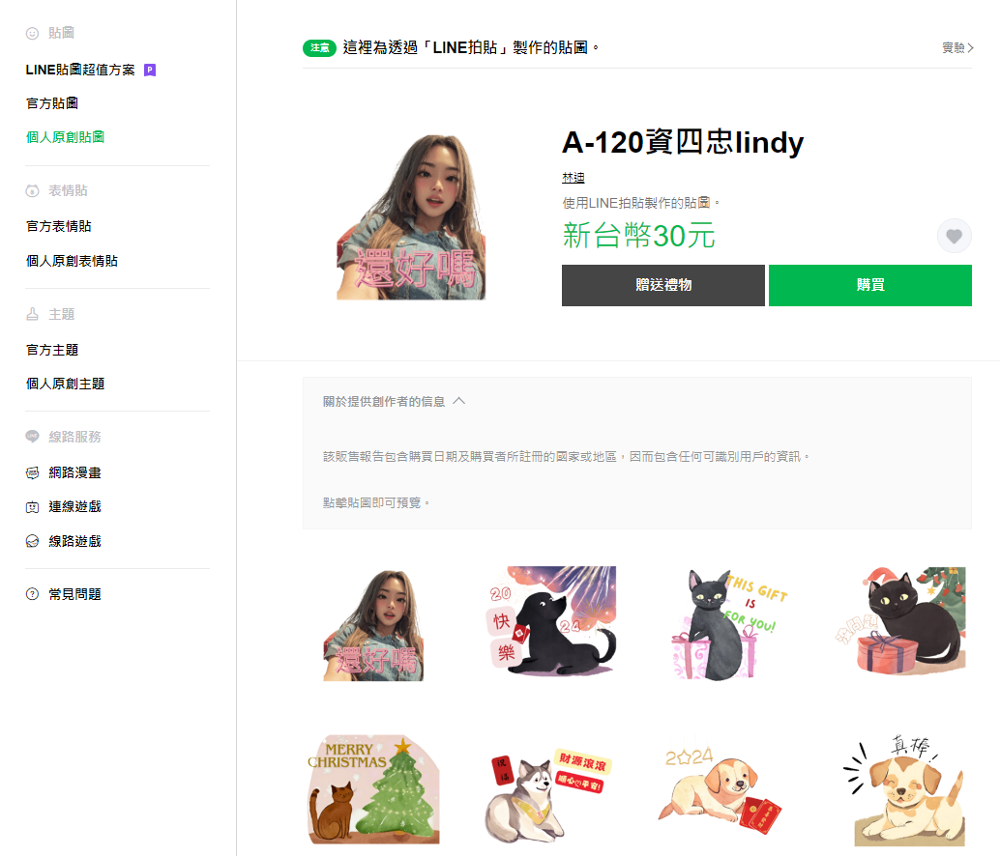 貼圖
LINE貼圖超值方案 P
官方貼圖
個人原創貼圖
表情貼
官方表情貼
個人原創表情貼
主題
官方主題
個人原創主題
線路服務
網路漫畫
連線遊戲
線路遊戲
常見問題
注意 這裡為透過「LINE拍貼」製作的貼圖。
實驗
還好嗎
A-120資四忠lindy
林迪
使用LINE拍貼製作的貼圖。
新台幣30元
贈送禮物
購買
關於提供創作者的信息
該販售報告包含購買日期及購買者所註冊的國家或地區，因而包含任何可識別用戶的資訊。
點擊貼圖即可預覽。
還好嗎
20
快
24
樂
THIS GIFT
IS
FOR YOU!
MERRY
CHRISTMAS
祝
福
財源滾滾
順心平安!
2024
真棒